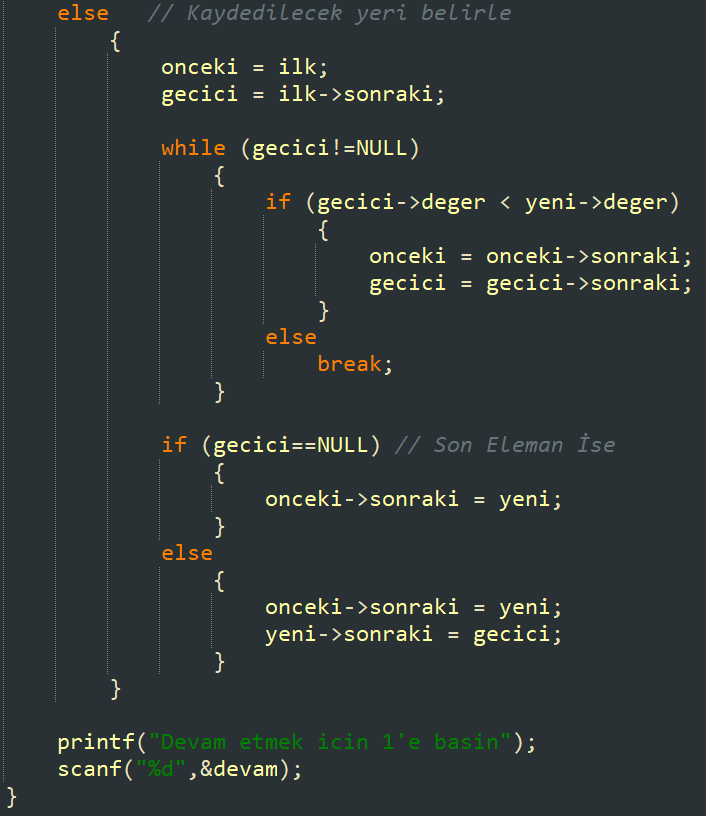 else   // Kaydedilecek yeri belirle
{
onceki = ilk;
gecici = ilk->sonraki;
while (gecici!=NULL)
{
if (gecici->deger < yeni->deger)
{
onceki = onceki->sonraki;
gecici = gecici->sonraki;
}
else
break;
}
if (gecici==NULL) // Son Eleman İse
{
onceki->sonraki = yeni;
}
else
{
onceki->sonraki = yeni;
yeni->sonraki = gecici;
}
}
printf("Devam etmek icin 1'e basin");
scanf("%d",&devam);
}